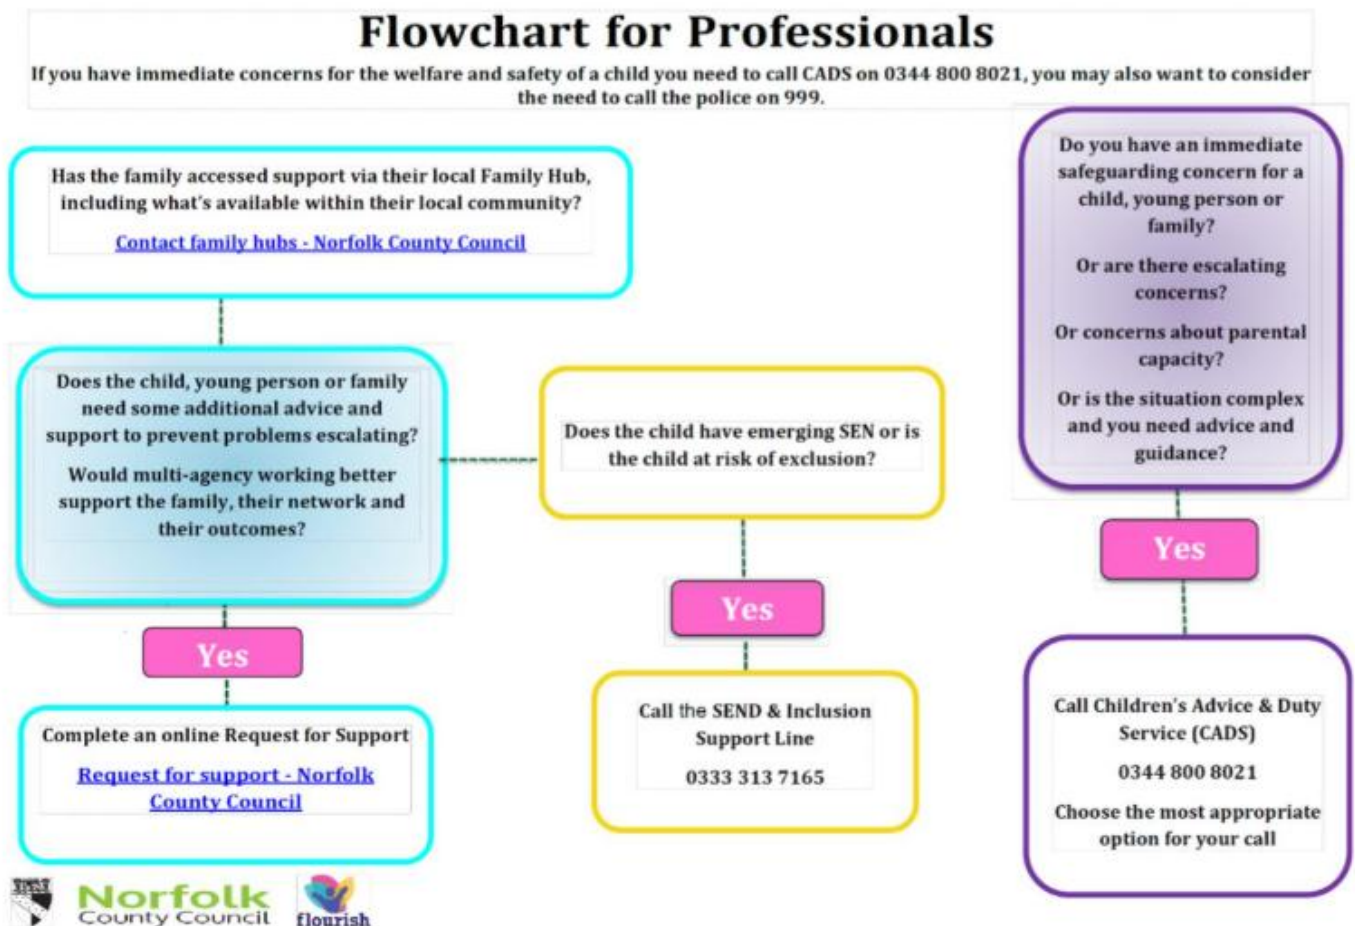 Flowchart for Professionals
If you have immediate concerns for the welfare and safety of a child you need to call CADS on 0344 800 8021, you may also want to consider
the need to call the police on 999.
Has the family accessed support via their local Family Hub,
including what's available within their local community?
Contact family hubs - Norfolk County Council
Does the child, young person or family
need some additional advice and
support to prevent problems escalating?
Would multi-agency working better
support the family, their network and
their outcomes?
Yes
Complete an online Request for Support
Request for support - Norfolk
County Council
Does the child have emerging SEN or is
the child at risk of exclusion?
Yes
Call the SEND & Inclusion
Support Line
0333 313 7165
Do you have an immediate
safeguarding concern for a
child, young person or
family?
Or are there escalating
concerns?
Or concerns about parental
capacity?
Or is the situation complex
and you need advice and
guidance?
Yes
Call Children's Advice & Duty
Service (CADS)
0344 800 8021
Choose the most appropriate
option for your call
Norfolk
County Council
flourish